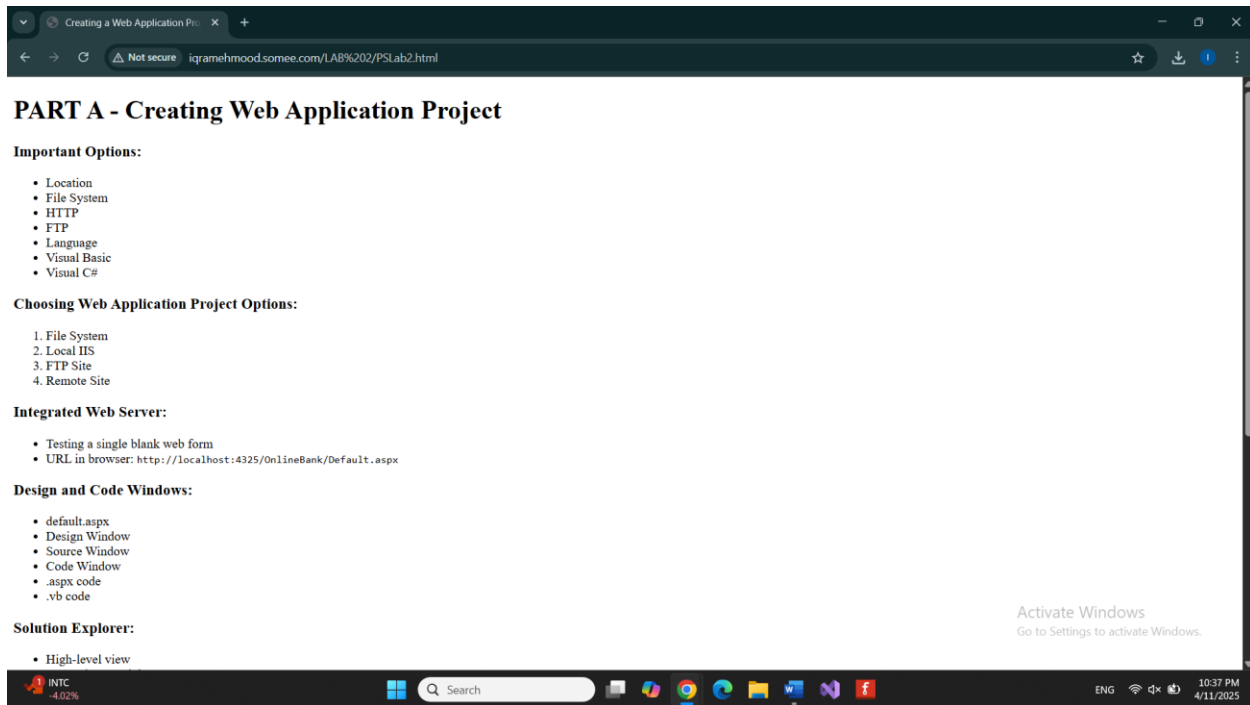 Creating a Web Application Pro
Not secure
iqramehmood.somee.com/LAB%202/PSLab2.html
I
PART A - Creating Web Application Project
Important Options:
• Location
• File System
• HTTP
• FTP
• Language
• Visual Basic
• Visual C#
Choosing Web Application Project Options:
1. File System
2. Local IIS
3. FTP Site
4. Remote Site
Integrated Web Server:
• Testing a single blank web form
• URL in browser: http://localhost:4325/OnlineBank/Default.aspx
Design and Code Windows:
• default.aspx
• Design Window
• Source Window
• Code Window
• .aspx code
• .vb code
Solution Explorer:
• High-level view
Activate Windows
Go to Settings to activate Windows.
1
INTC
-4.02%
Search
ENG
10:37 PM
4/11/2025